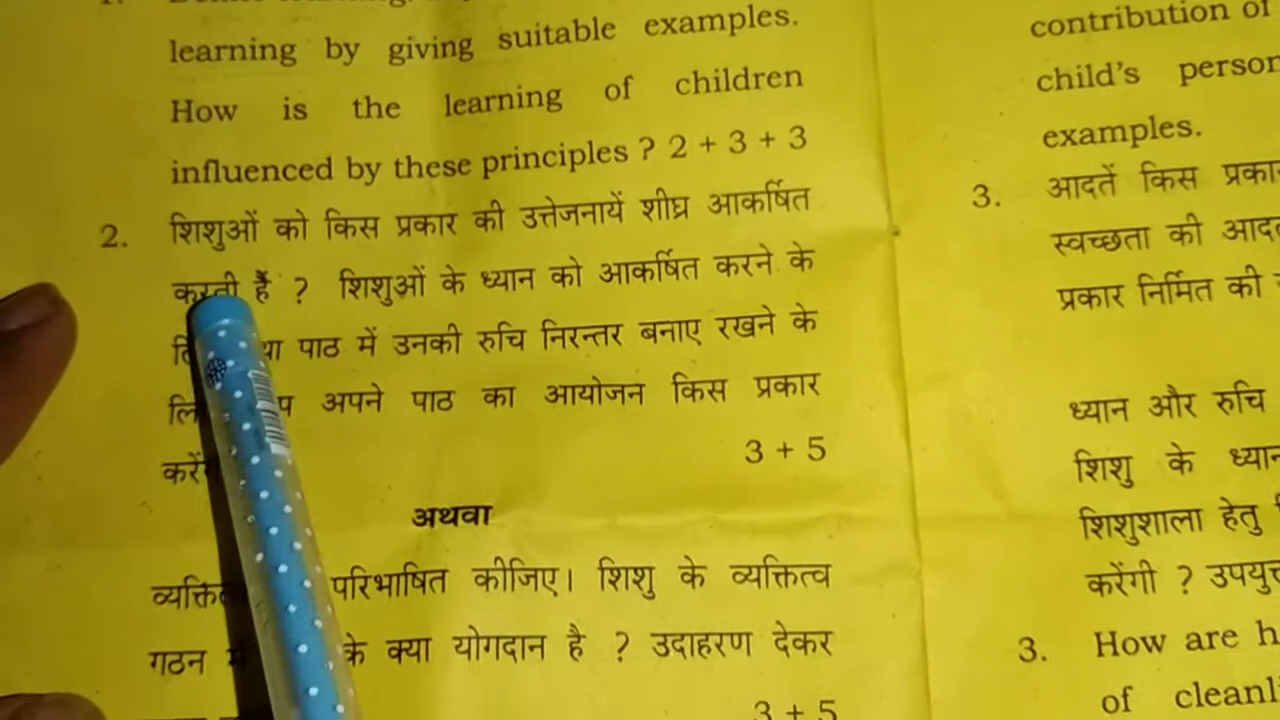 learning by giving suitable examples.
How is the learning of children
influenced by these principles ? 2 + 3 + 3
2. शिशुओं को किस प्रकार की उत्तेजनायें शीघ्र आकर्षित
करती हैं ? शिशुओं के ध्यान को आकर्षित करने के
पाठ में उनकी रुचि निरन्तर बनाए रखने के
अपने पाठ का आयोजन किस प्रकार
3 + 5
अथवा
परिभाषित कीजिए। शिशु के व्यक्तित्व
गठन के क्या योगदान है ? उदाहरण देकर
3 + 5
contribution of
child's
examples.
3. आदतें किस
स्वच्छता की
प्रकार निर्मित की
ध्यान और रुचि
शिशु के
शिशुशाला हेतु
करेंगी ?
3. How are
of